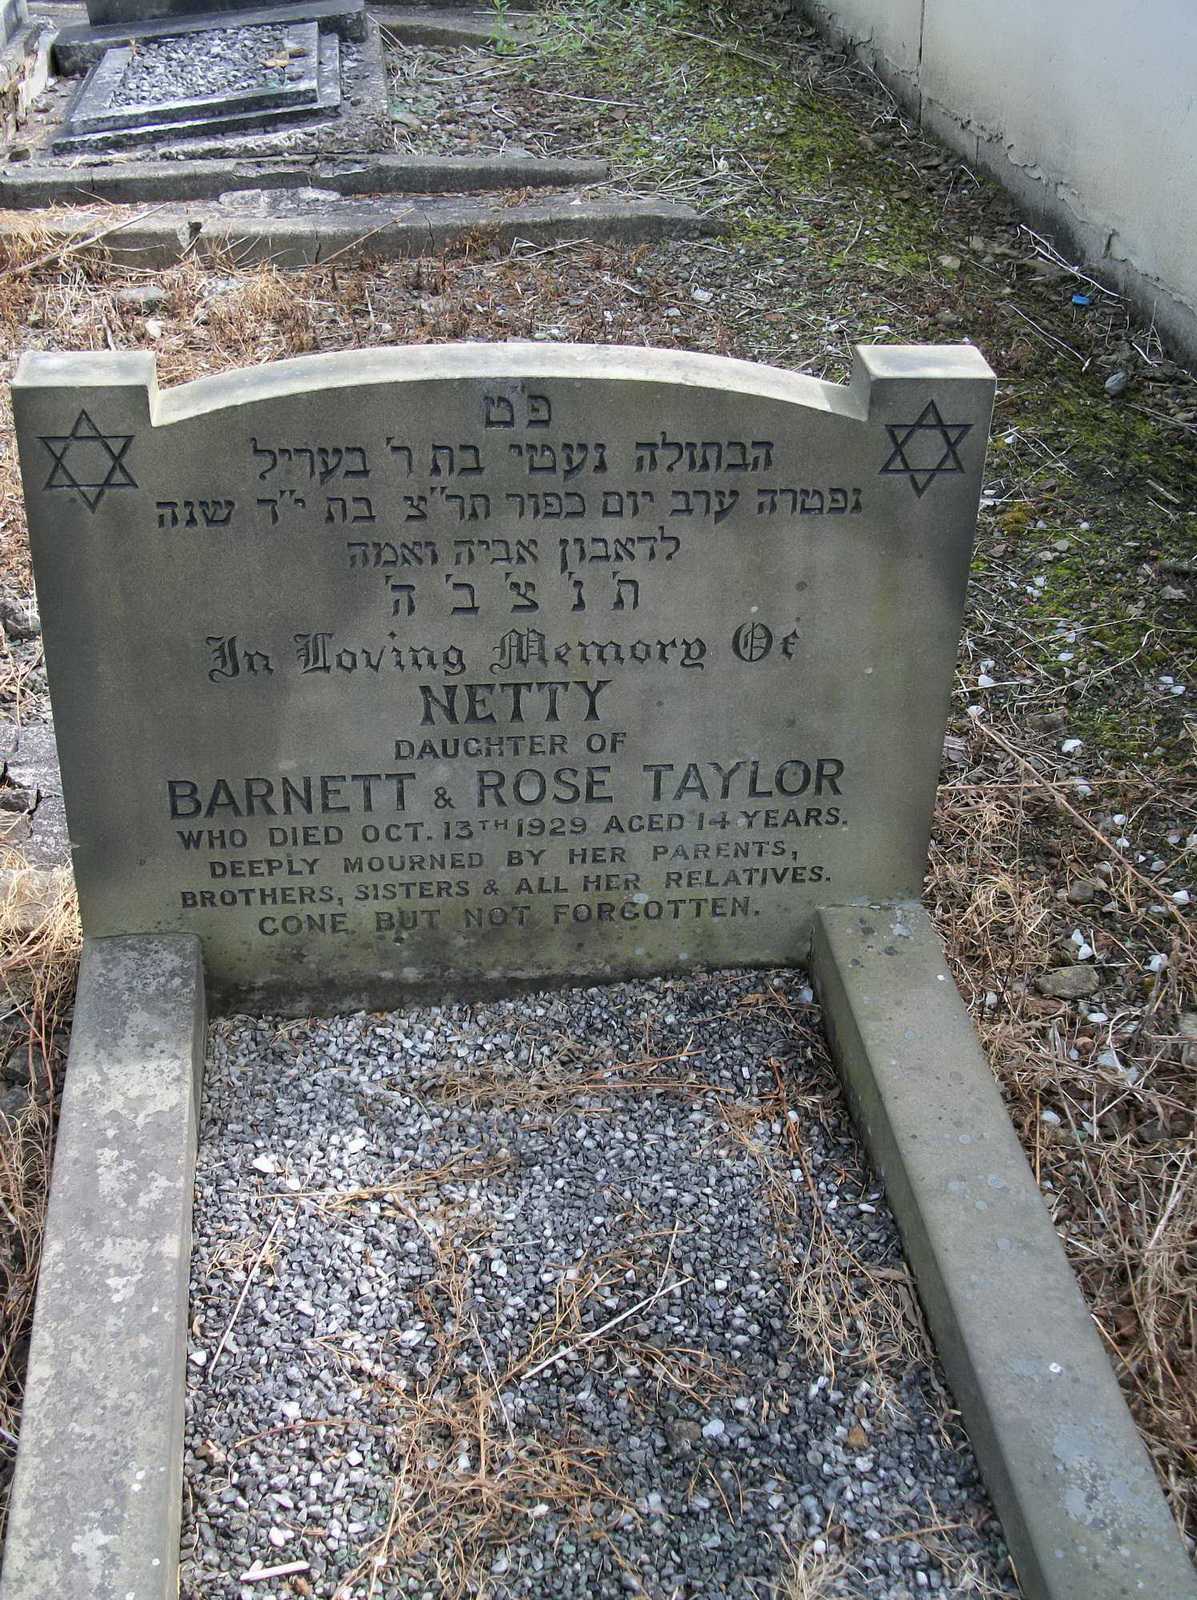 פ"ט
הבתולה נעטי בת ר' בעריל
נפטרה ערב יום כפור תר"צ בת י"ד שנה
לדאבון אביה ואמה
ת' נ' צ' ב' ה'
In Loving Memory Of
NETTY
DAUGHTER OF
BARNETT & ROSE TAYLOR
WHO DIED OCT. 13TH 1929 AGED 14 YEARS.
DEEPLY MOURNED BY HER PARENTS,
BROTHERS, SISTERS & ALL HER RELATIVES.
GONE BUT NOT FORGOTTEN.